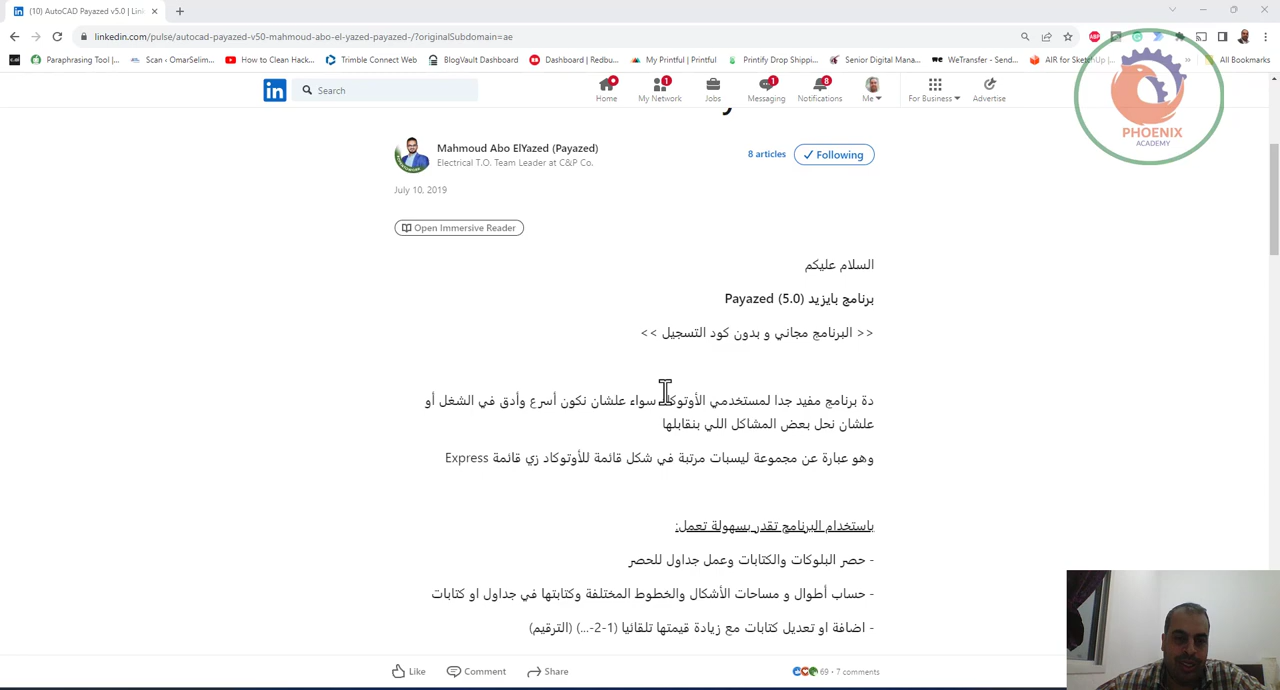 (10) AutoCAD Payazed v5.0 | Lin
linkedin.com/pulse/autocad-payazed-v50-mahmoud-abo-el-yazed-payazed-/?originalSubdomain=ae
Paraphrasing Tool |... Scan ‹ OmarSelim... How to Clean Hack... Trimble Connect Web BlogVault Dashboard Dashboard | Redbu... My Printful | Printful Printify Drop Shippi... Senior Digital Mana... WeTransfer - Send... AIR for SketchUp |... » All Bookmarks
in Search Home My Network 1 Jobs Messaging 1 Notifications 8 Me For Business Advertise
PHOENIX
ACADEMY
Mahmoud Abo ElYazed (Payazed)
Electrical T.O. Team Leader at C&P Co.
8 articles ✓ Following
July 10, 2019
Open Immersive Reader
السلام عليكم
برنامج بايزيد Payazed (5.0)
<< البرنامج مجاني و بدون كود التسجيل >>
دة برنامج مفيد جدا لمستخدمي الأوتوكاد سواء علشان نكون أسرع وأدق في الشغل أو
علشان نحل بعض المشاكل اللي بنقابلها
وهو عبارة عن مجموعة ليسبات مرتبة في شكل قائمة للأوتوكاد زي قائمة Express
باستخدام البرنامج تقدر بسهولة تعمل:
- حصر البلوكات والكتابات وعمل جداول للحصر
- حساب أطوال و مساحات الأشكال والخطوط المختلفة وكتابتها في جداول او كتابات
- اضافة او تعديل كتابات مع زيادة قيمتها تلقائيا (1-2-...) (الترقيم)
Like Comment Share 69 • 7 comments